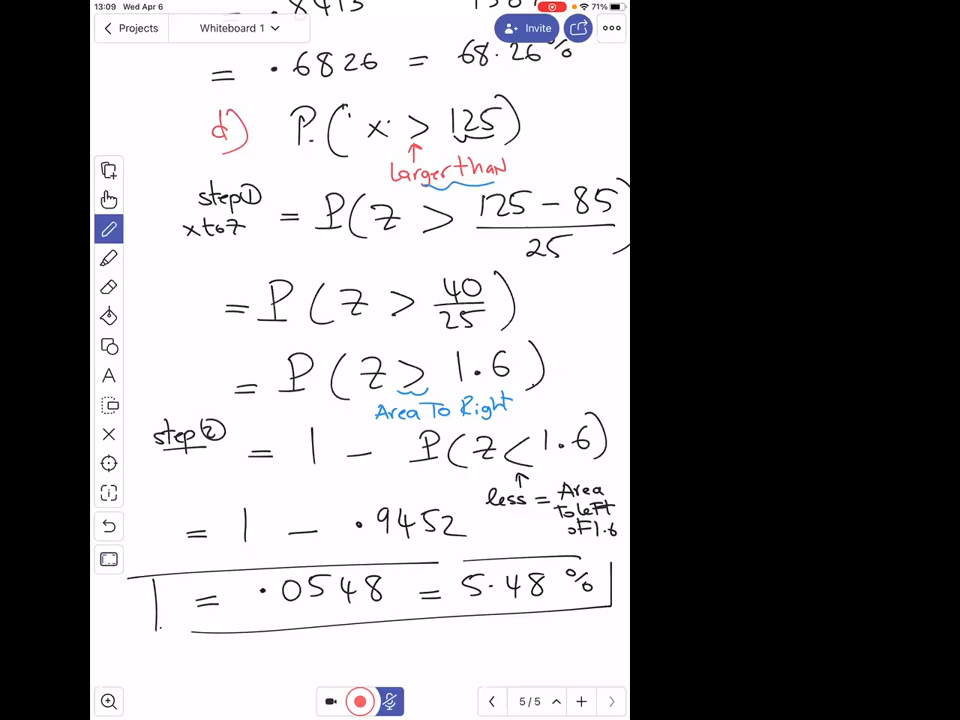 13:09 Wed Apr 6 71%
Projects Whiteboard 1 Invite
= .6826 = 68.26%
d) P(x > 125)
Larger than
step① = P(Z > 125 - 85 / 25)
x to z
= P(Z > 40/25)
= P(Z > 1.6)
Area To Right
step② = 1 - P(Z < 1.6)
less = Area
To left
of 1.6
= 1 - .9452
= .0548 = 5.48%
A
5/5